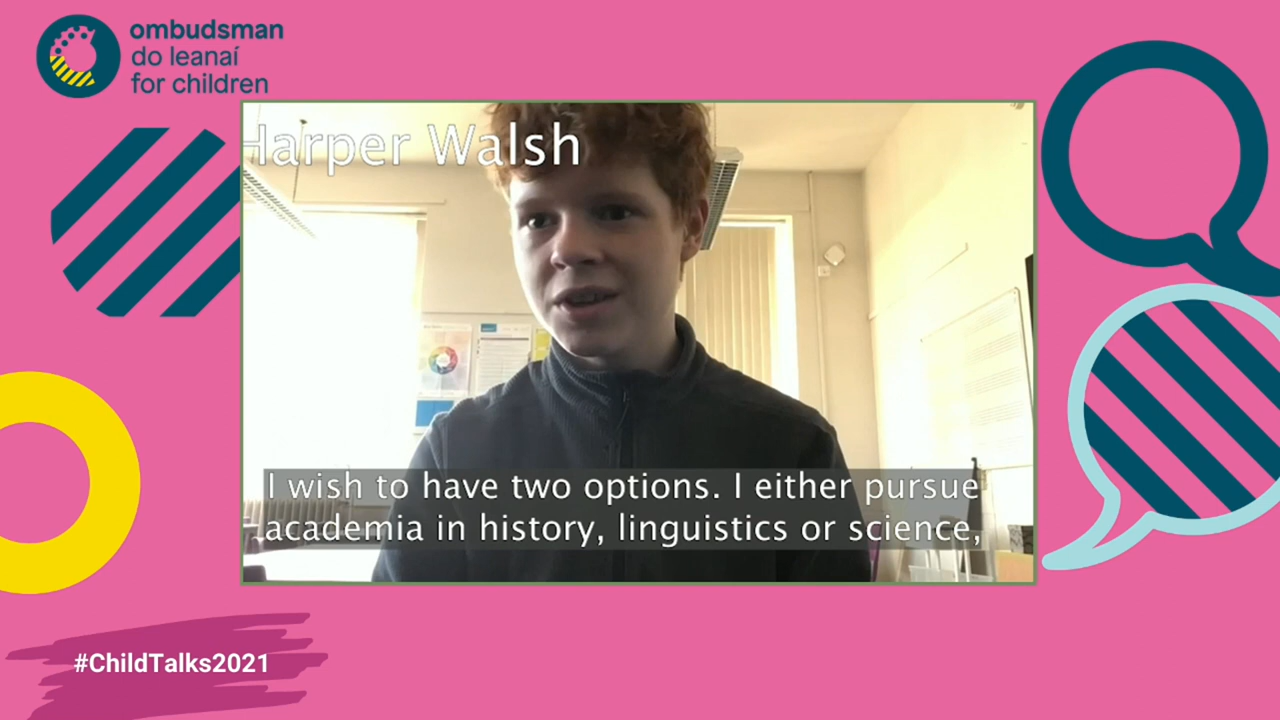 ombudsman
do leanaí
for children
Harper Walsh
I wish to have two options. I either pursue
academia in history, linguistics or science,
#ChildTalks2021